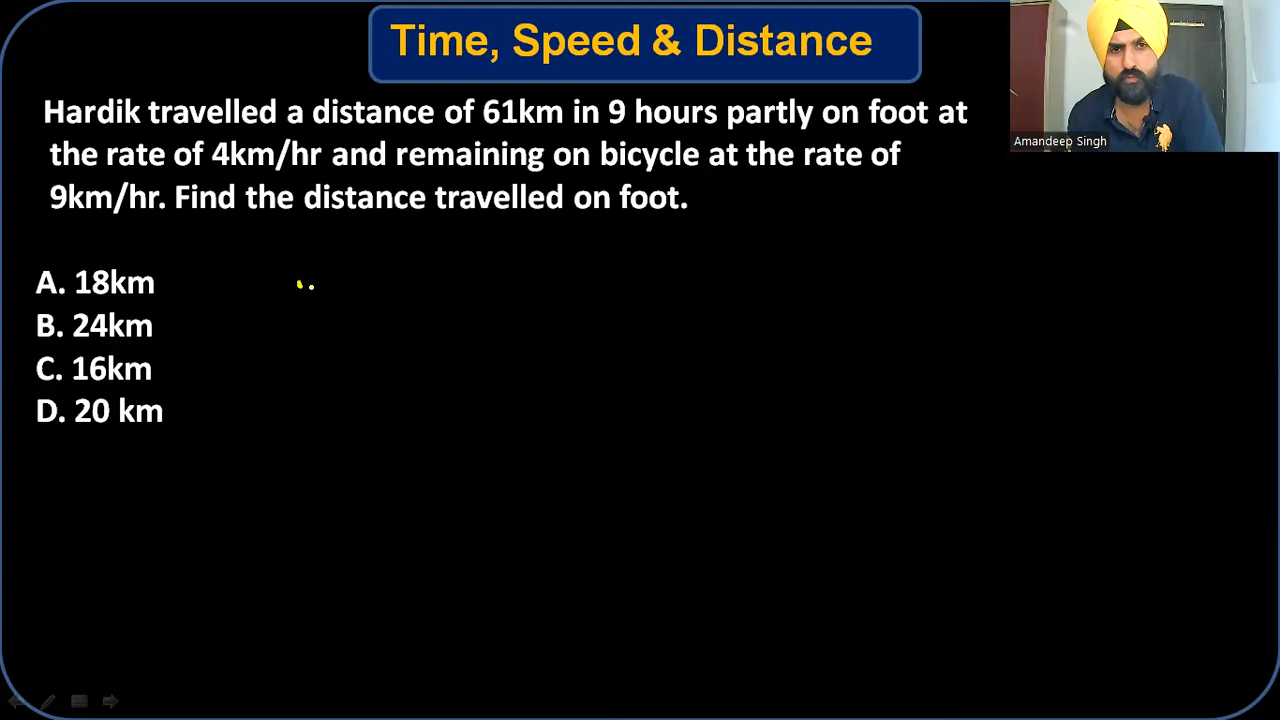 Time, Speed & Distance
Hardik travelled a distance of 61km in 9 hours partly on foot at
the rate of 4km/hr and remaining on bicycle at the rate of
9km/hr. Find the distance travelled on foot.
A. 18km
B. 24km
C. 16km
D. 20 km
Amandeep Singh